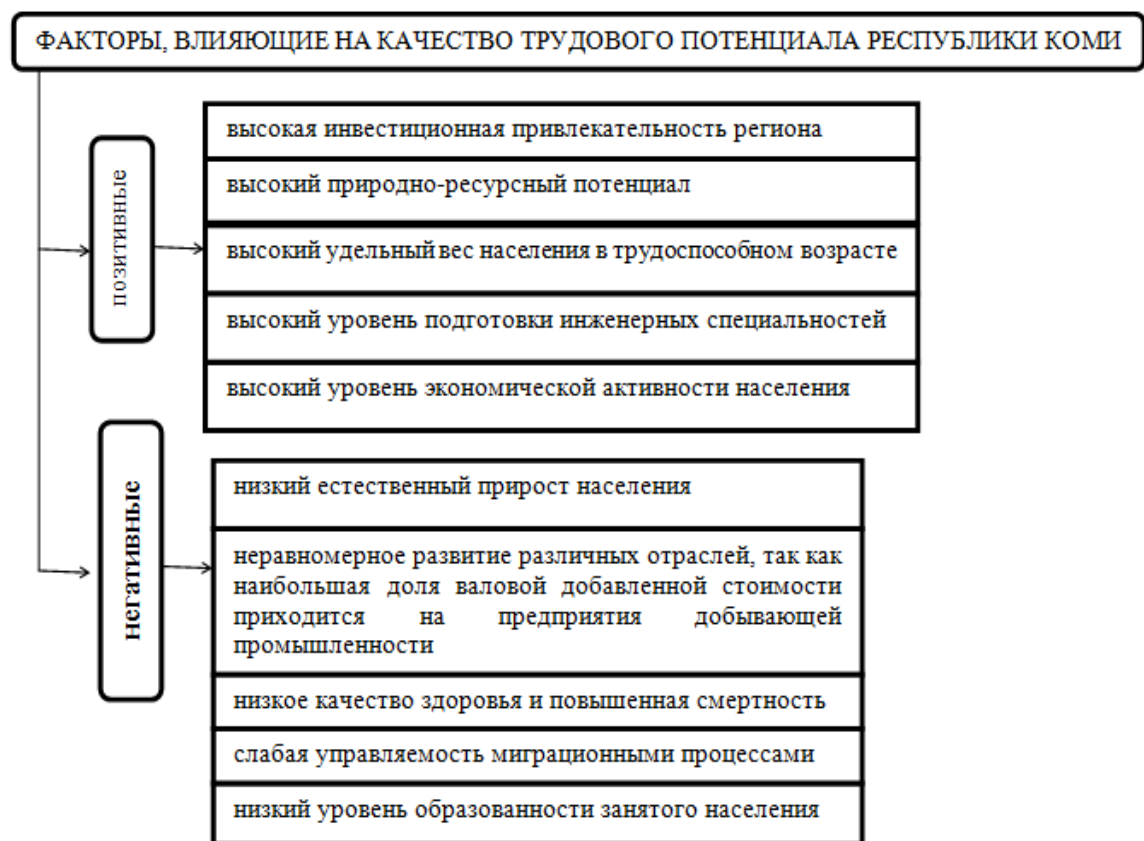 ФАКТОРЫ, ВЛИЯЮЩИЕ НА КАЧЕСТВО ТРУДОВОГО ПОТЕНЦИАЛА РЕСПУБЛИКИ КОМИ
позитивные
высокая инвестиционная привлекательность региона
высокий природно-ресурсный потенциал
высокий удельный вес населения в трудоспособном возрасте
высокий уровень подготовки инженерных специальностей
высокий уровень экономической активности населения
негативные
низкий естественный прирост населения
неравномерное развитие различных отраслей, так как
наибольшая доля валовой добавленной стоимости
приходится на предприятия добывающей
промышленности
низкое качество здоровья и повышенная смертность
слабая управляемость миграционными процессами
низкий уровень образованности занятого населения